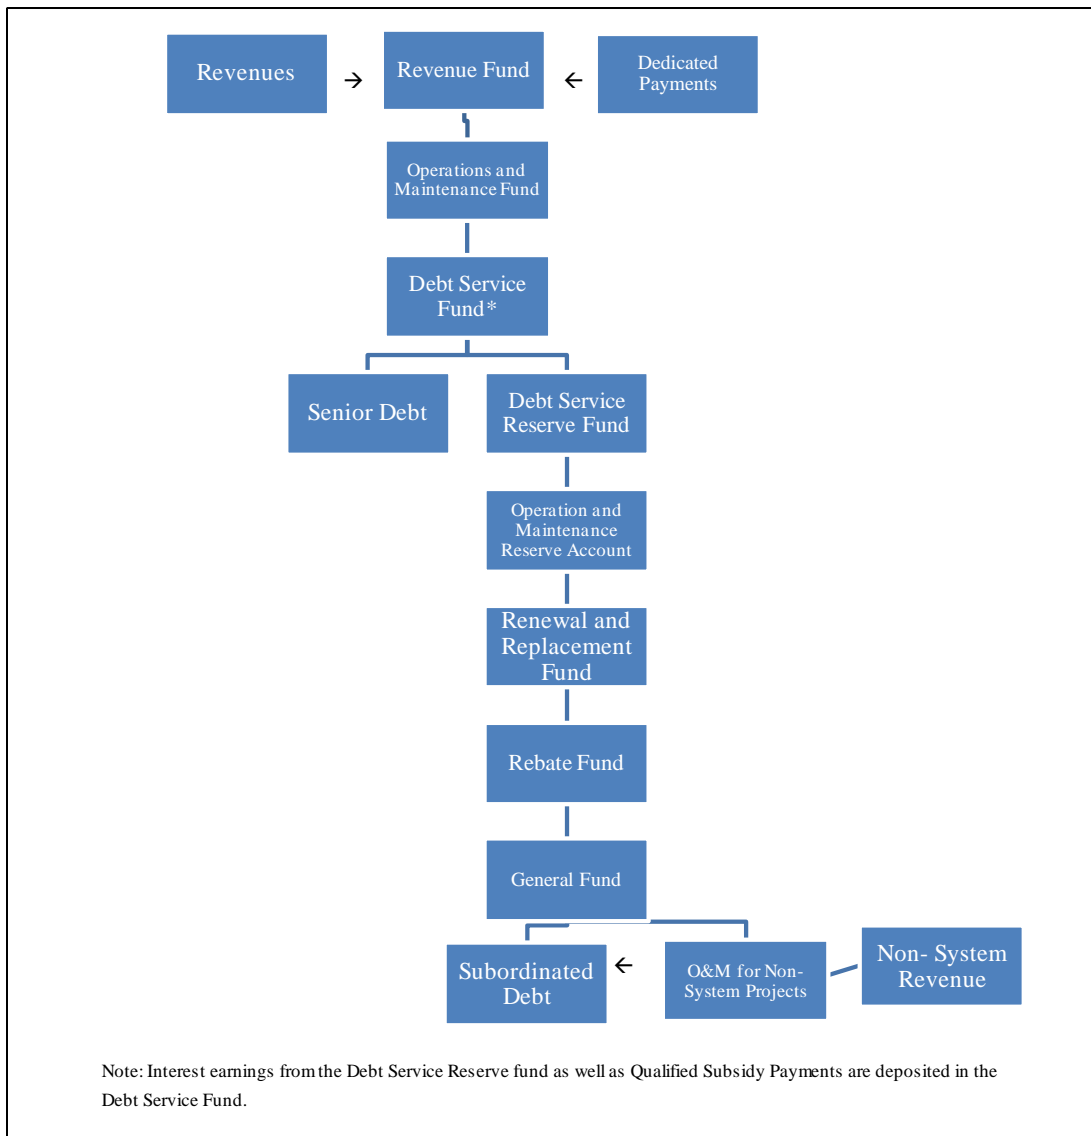 Revenues
→
Revenue Fund
←
Dedicated
Payments
Operations and
Maintenance Fund
Debt Service
Fund*
Senior Debt
Debt Service
Reserve Fund
Operation and
Maintenance
Reserve Account
Renewal and
Replacement
Fund
Rebate Fund
General Fund
Subordinated
Debt
←
O&M for Non-
System Projects
Non- System
Revenue
Note: Interest earnings from the Debt Service Reserve fund as well as Qualified Subsidy Payments are deposited in the
Debt Service Fund.